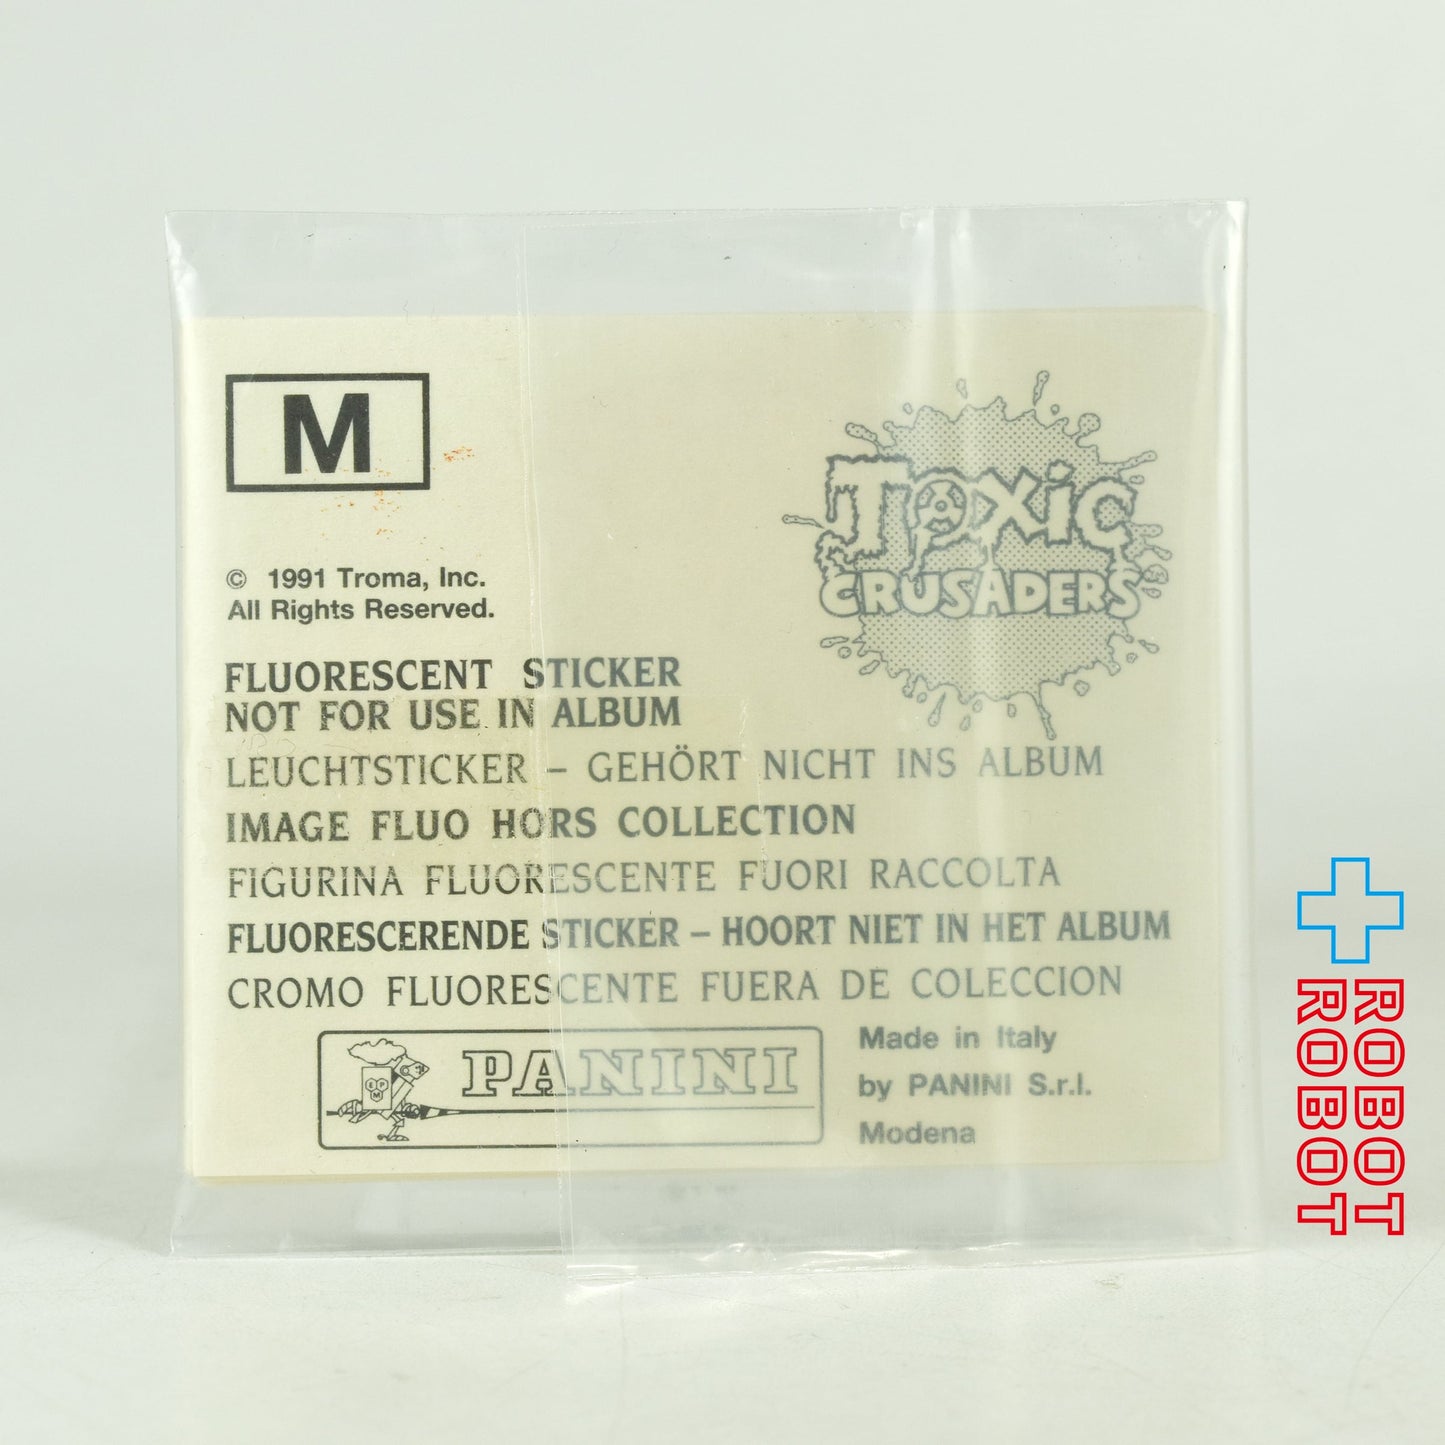 M
ToXiC
CRUSADERS
© 1991 Troma, Inc.
All Rights Reserved.
FLUORESCENT STICKER
NOT FOR USE IN ALBUM
LEUCHTSTICKER – GEHÖRT NICHT INS ALBUM
IMAGE FLUO HORS COLLECTION
FIGURINA FLUORESCENTE FUORI RACCOLTA
FLUORESCERENDE STICKER – HOORT NIET IN HET ALBUM
CROMO FLUORESCENTE FUERA DE COLECCION
PANINI
Made in Italy
by PANINI S.r.l.
Modena
ROBOT
ROBOT